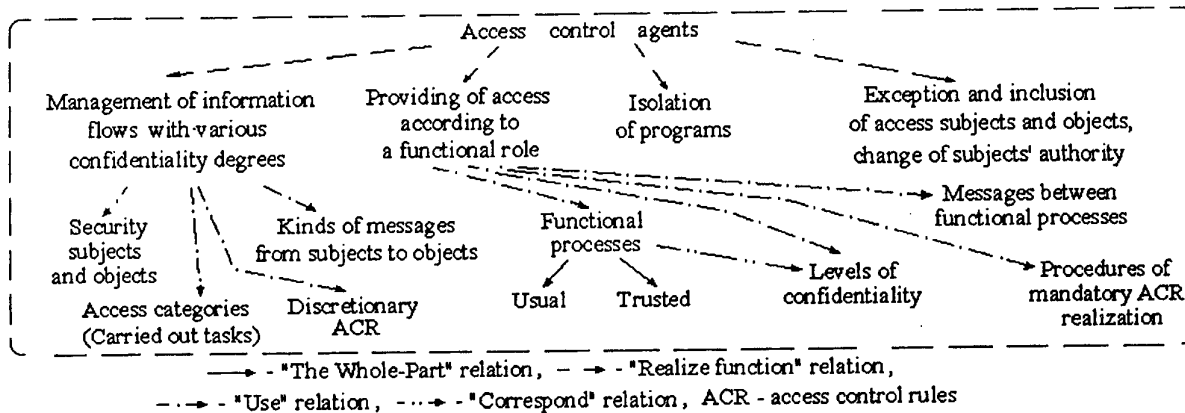 Access control agents
Management of information
flows with various
confidentiality degrees
Providing of access
according to
a functional role
Isolation
of programs
Exception and inclusion
of access subjects and objects,
change of subjects' authority
Security
subjects
and objects
Kinds of messages
from subjects to objects
Access categories
(Carried out tasks)
Discretionary
ACR
Functional
processes
Usual
Trusted
Messages between
functional processes
Levels of
confidentiality
Procedures of
mandatory ACR
realization
- "The Whole-Part" relation, - "Realize function" relation,
- "Use" relation, - "Correspond" relation, ACR - access control rules